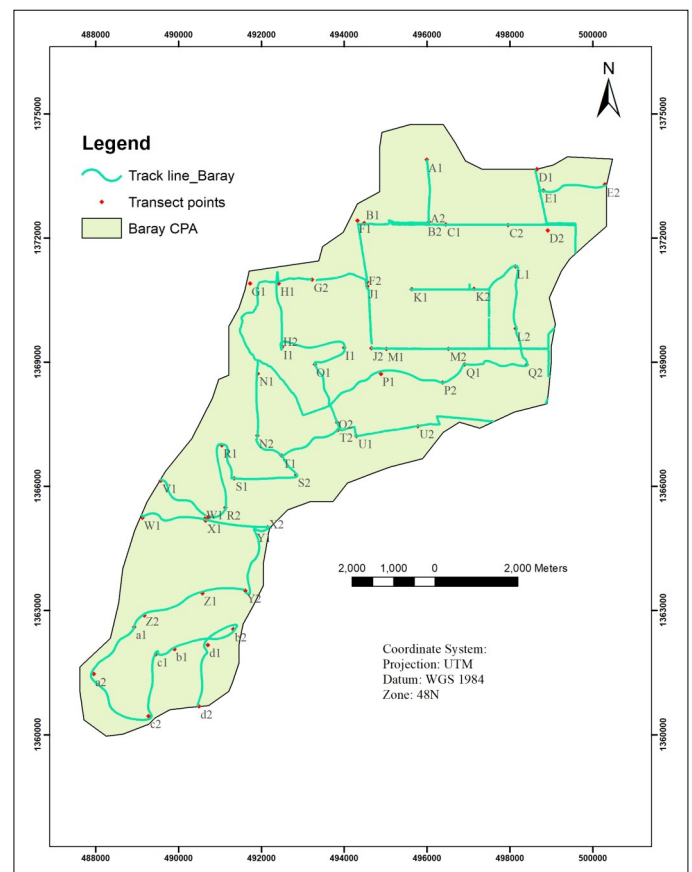 488000 490000 492000 494000 496000 498000 500000
N
1375000 1375000
Legend
Track line_Baray
Transect points
Baray CPA
A1
D1
E1 E2
B1 A2
F1 B2 C1 C2 D2
1372000 1372000
G1 H1 G2 F2
J1 K1 K2 L1
H2
I1 I1 J2 M1 M2 L2
1369000 1369000
N1 O1 P1 P2 Q1 Q2
O2
N2 T2 U1 U2
R1 T1
S1 S2
1366000 1366000
V1
W1 W1 R2
X1 X2
Y1
2,000 1,000 0 2,000 Meters
Z1 Y2
1363000 1363000
Z2
a1 b2
c1 b1 d1
a2
c2 d2
Coordinate System:
Projection: UTM
Datum: WGS 1984
Zone: 48N
1360000 1360000
488000 490000 492000 494000 496000 498000 500000